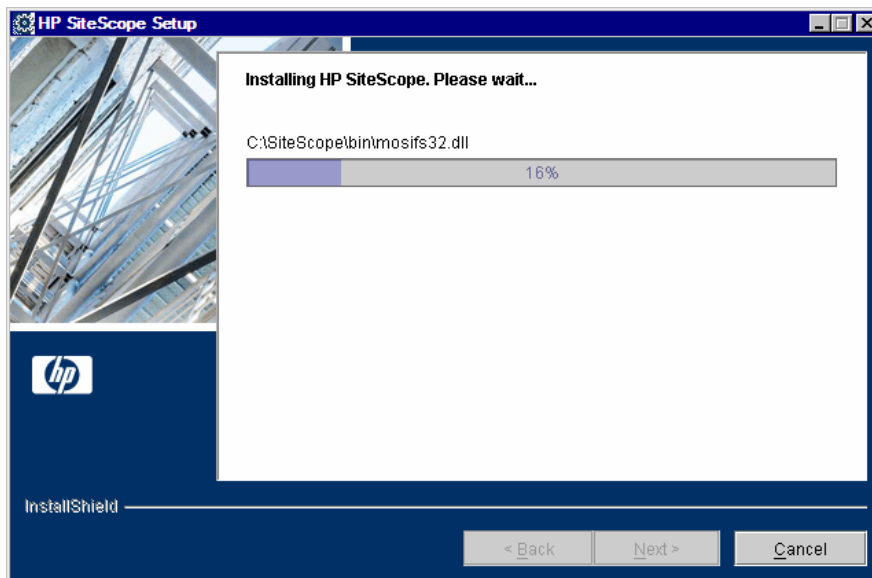 HP SiteScope Setup
Installing HP SiteScope. Please wait...
C:\SiteScope\bin\mosifs32.dll
16%
hp
InstallShield
< Back Next > Cancel